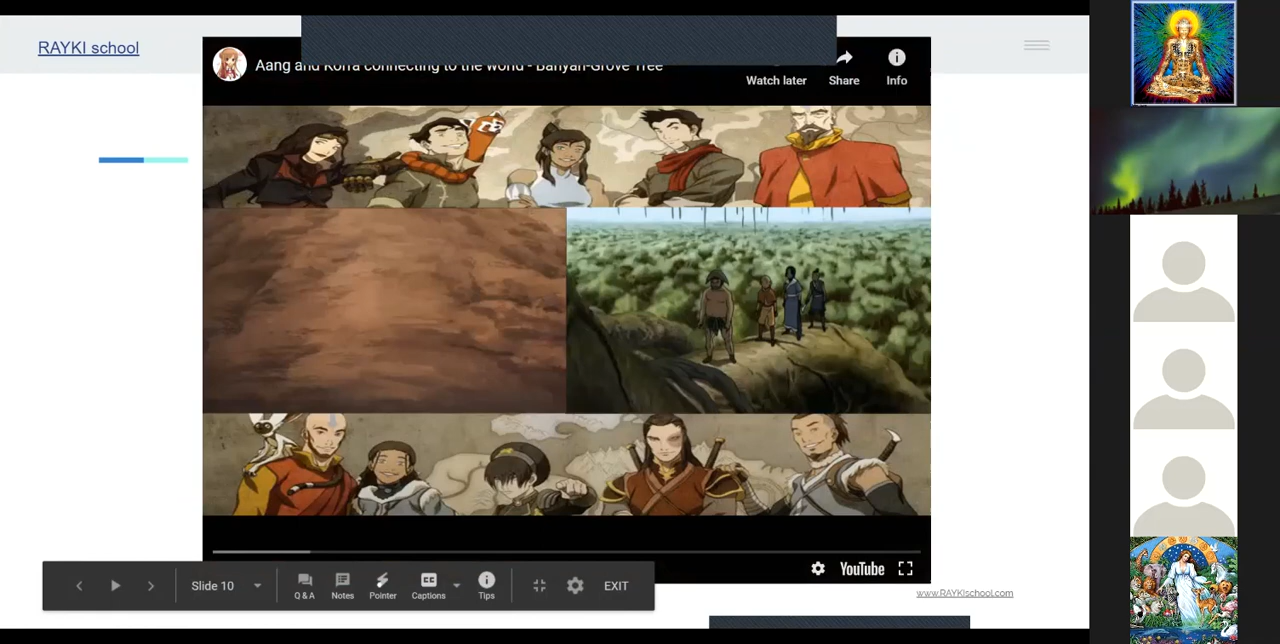 RAYKI school
Aang and Korra connecting to the world - Banyan-Grove Tree
Watch later
Share
Info
YouTube
Slide 10
Q & A
Notes
Pointer
Captions
Tips
EXIT
www.RAYKIschool.com